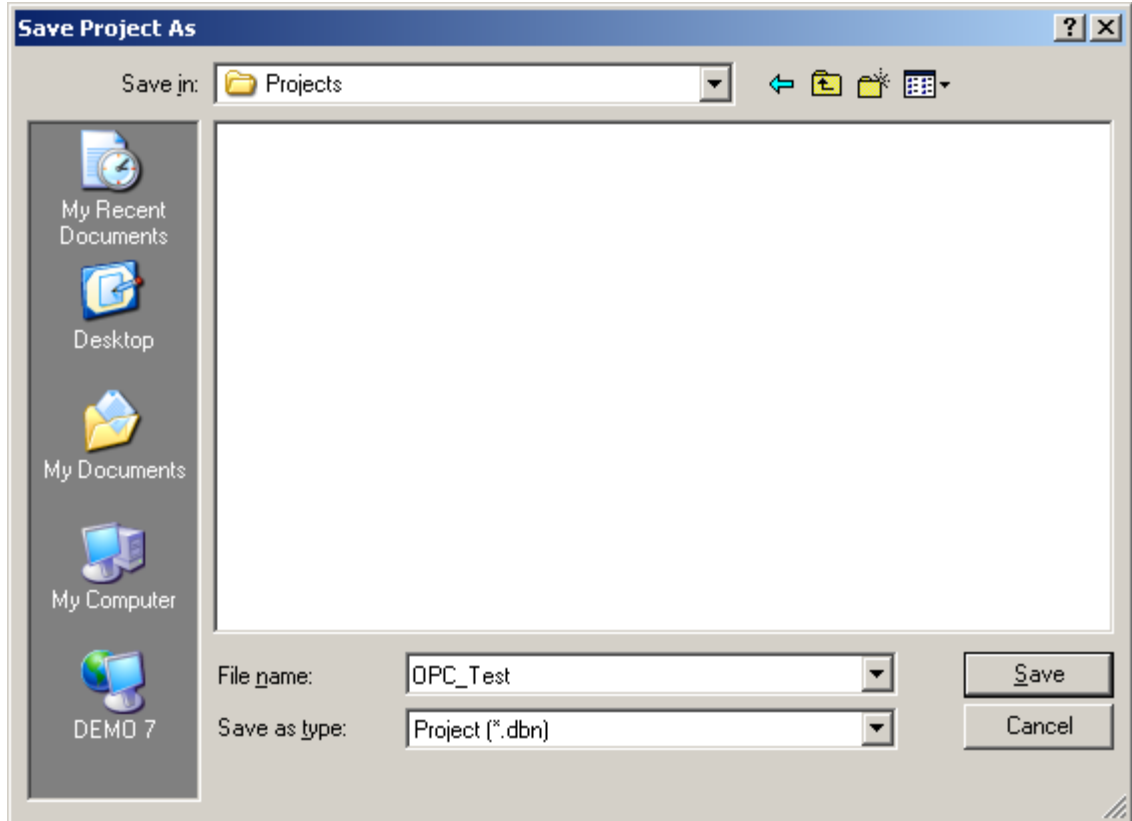 Save Project As
Save in: Projects
My Recent
Documents
Desktop
My Documents
My Computer
DEMO 7
File name: OPC_Test
Save
Save as type: Project (*.dbn)
Cancel